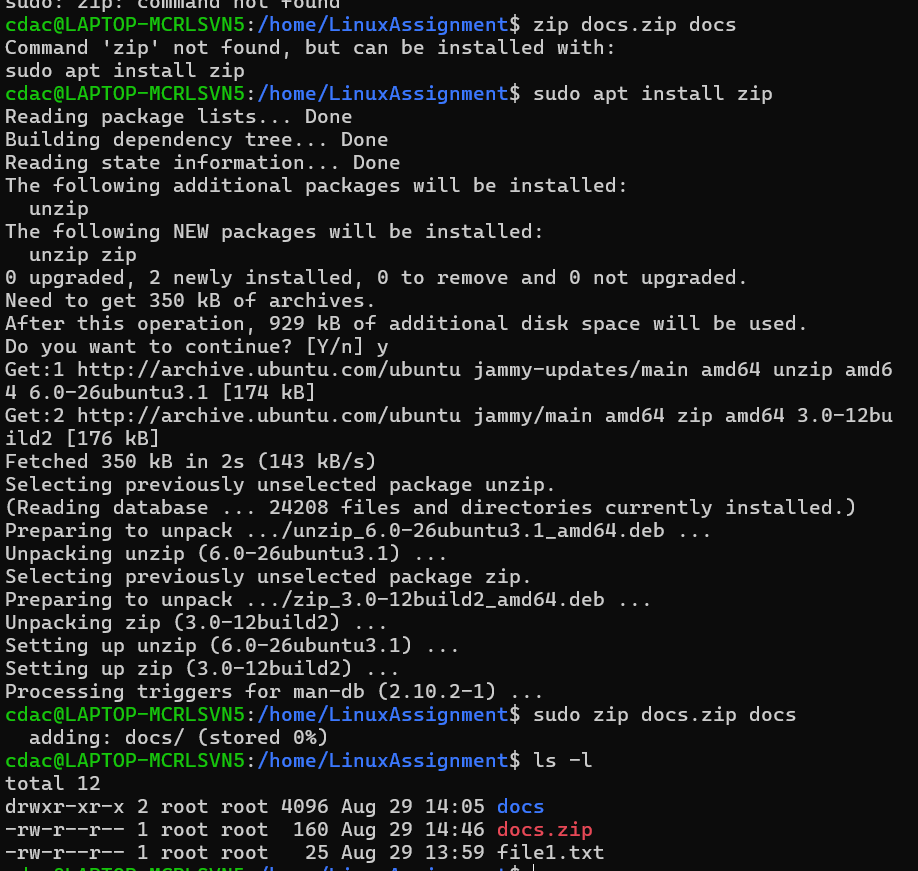 sudo: zip: command not found
cdac@LAPTOP-MCRLSVN5:/home/LinuxAssignment$ zip docs.zip docs
Command 'zip' not found, but can be installed with:
sudo apt install zip
cdac@LAPTOP-MCRLSVN5:/home/LinuxAssignment$ sudo apt install zip
Reading package lists... Done
Building dependency tree... Done
Reading state information... Done
The following additional packages will be installed:
  unzip
The following NEW packages will be installed:
  unzip zip
0 upgraded, 2 newly installed, 0 to remove and 0 not upgraded.
Need to get 350 kB of archives.
After this operation, 929 kB of additional disk space will be used.
Do you want to continue? [Y/n] y
Get:1 http://archive.ubuntu.com/ubuntu jammy-updates/main amd64 unzip amd6
4 6.0-26ubuntu3.1 [174 kB]
Get:2 http://archive.ubuntu.com/ubuntu jammy/main amd64 zip amd64 3.0-12bu
ild2 [176 kB]
Fetched 350 kB in 2s (143 kB/s)
Selecting previously unselected package unzip.
(Reading database ... 24208 files and directories currently installed.)
Preparing to unpack .../unzip_6.0-26ubuntu3.1_amd64.deb ...
Unpacking unzip (6.0-26ubuntu3.1) ...
Selecting previously unselected package zip.
Preparing to unpack .../zip_3.0-12build2_amd64.deb ...
Unpacking zip (3.0-12build2) ...
Setting up unzip (6.0-26ubuntu3.1) ...
Setting up zip (3.0-12build2) ...
Processing triggers for man-db (2.10.2-1) ...
cdac@LAPTOP-MCRLSVN5:/home/LinuxAssignment$ sudo zip docs.zip docs
  adding: docs/ (stored 0%)
cdac@LAPTOP-MCRLSVN5:/home/LinuxAssignment$ ls -l
total 12
drwxr-xr-x 2 root root 4096 Aug 29 14:05 docs
-rw-r--r-- 1 root root  160 Aug 29 14:46 docs.zip
-rw-r--r-- 1 root root   25 Aug 29 13:59 file1.txt